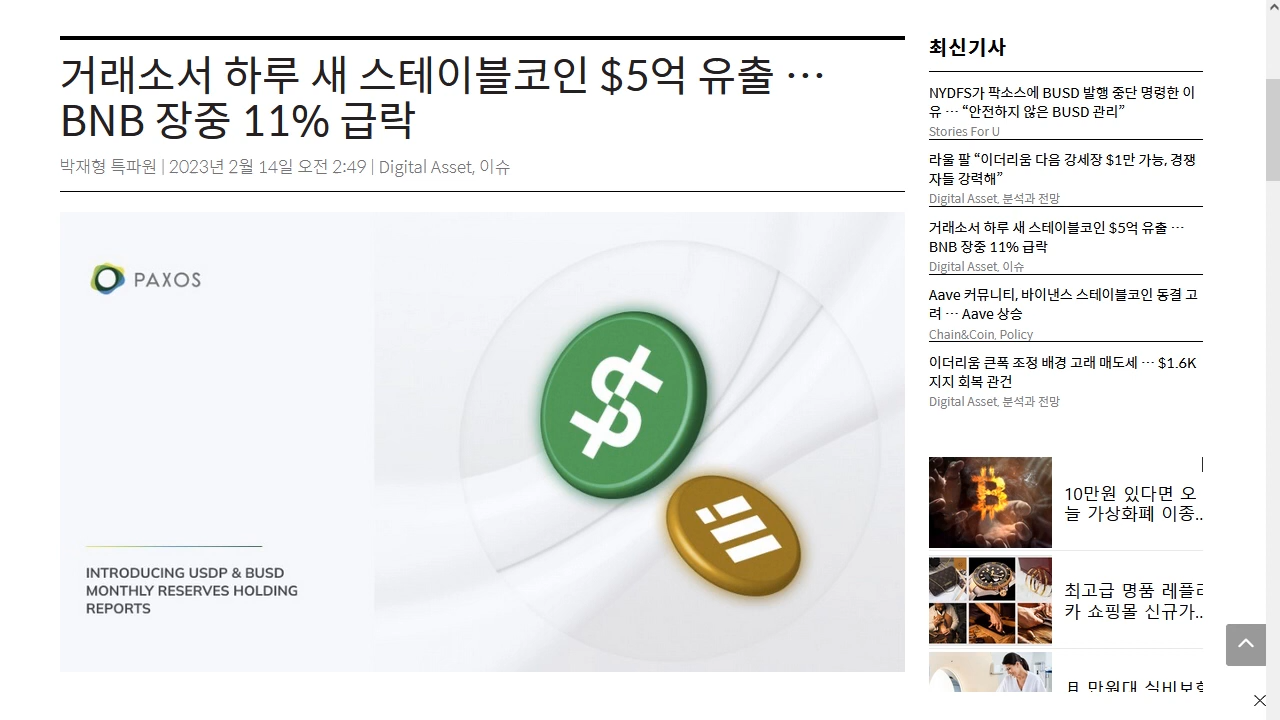 거래소서 하루 새 스테이블코인 $5억 유출 …
BNB 장중 11% 급락
박재형 특파원 | 2023년 2월 14일 오전 2:49 | Digital Asset, 이슈
PAXOS
INTRODUCING USDP & BUSD
MONTHLY RESERVES HOLDING
REPORTS
최신기사
NYDFS가 팍소스에 BUSD 발행 중단 명령한 이
유 … “안전하지 않은 BUSD 관리”
Stories For U
라울 팔 “이더리움 다음 강세장 $1만 가능, 경쟁
자들 강력해”
Digital Asset, 분석과 전망
거래소서 하루 새 스테이블코인 $5억 유출 …
BNB 장중 11% 급락
Digital Asset, 이슈
Aave 커뮤니티, 바이낸스 스테이블코인 동결 고
려 … Aave 상승
Chain&Coin, Policy
이더리움 큰폭 조정 배경 고래 매도세 … $1.6K
지지 회복 관건
Digital Asset, 분석과 전망
10만원 있다면 오
늘 가상화폐 이종..
최고급 명품 레플리
카 쇼핑몰 신규가..